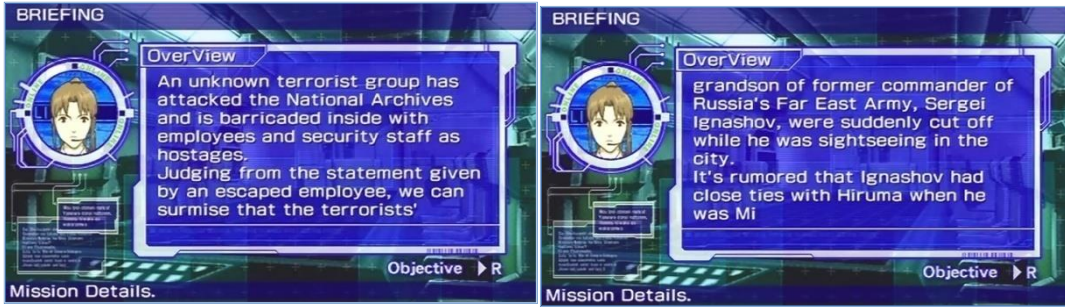 BRIEFING
OverView
An unknown terrorist group has
attacked the National Archives
and is barricaded inside with
employees and security staff as
hostages.
Judging from the statement given
by an escaped employee, we can
surmise that the terrorists'
Objective R
Mission Details.
BRIEFING
OverView
grandson of former commander of
Russia's Far East Army, Sergei
Ignashov, were suddenly cut off
while he was sightseeing in the
city.
It's rumored that Ignashov had
close ties with Hiruma when he
was Mi
Objective R
Mission Details.